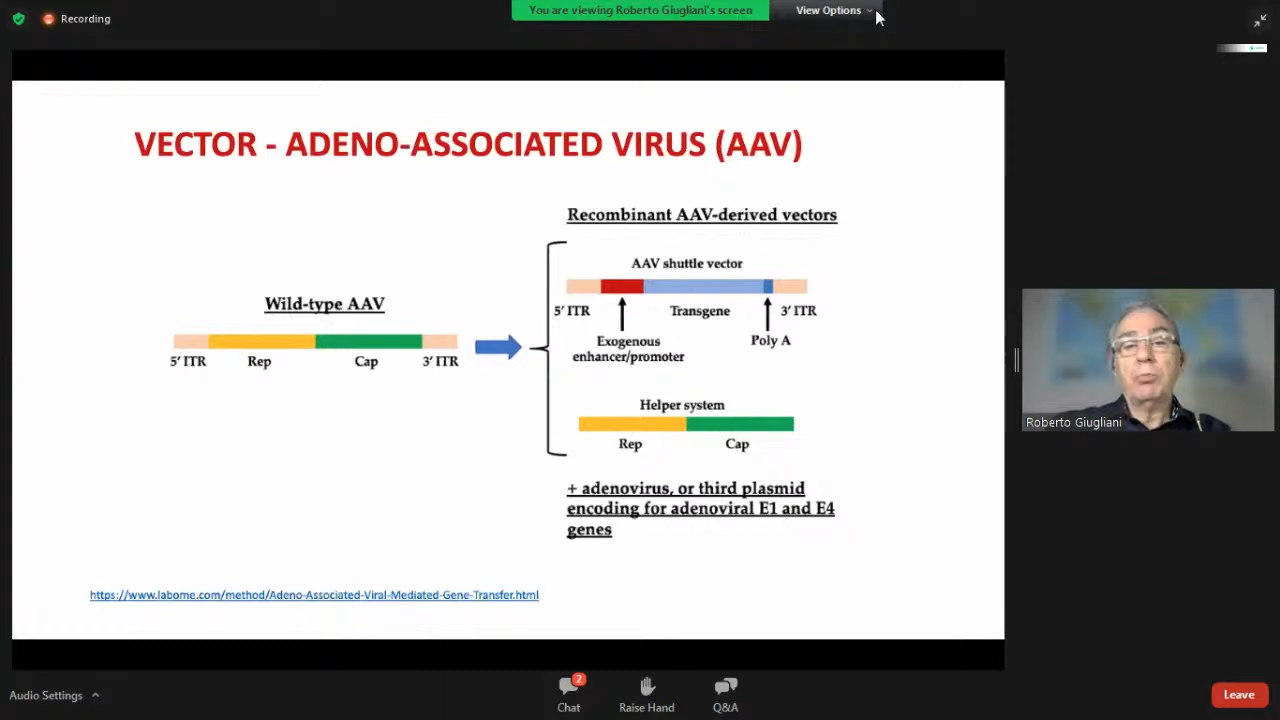 Recording
You are viewing Roberto Giugliani's screen
View Options
VECTOR - ADENO-ASSOCIATED VIRUS (AAV)
Recombinant AAV-derived vectors
AAV shuttle vector
5' ITR
Transgene
3' ITR
Exogenous
enhancer/promoter
Poly A
Wild-type AAV
5' ITR
Rep
Cap
3' ITR
Helper system
Rep
Cap
+ adenovirus, or third plasmid
encoding for adenoviral E1 and E4
genes
https://www.labome.com/method/Adeno-Associated-Viral-Mediated-Gene-Transfer.html
Roberto Giugliani
Audio Settings
2
Chat
Raise Hand
Q&A
Leave